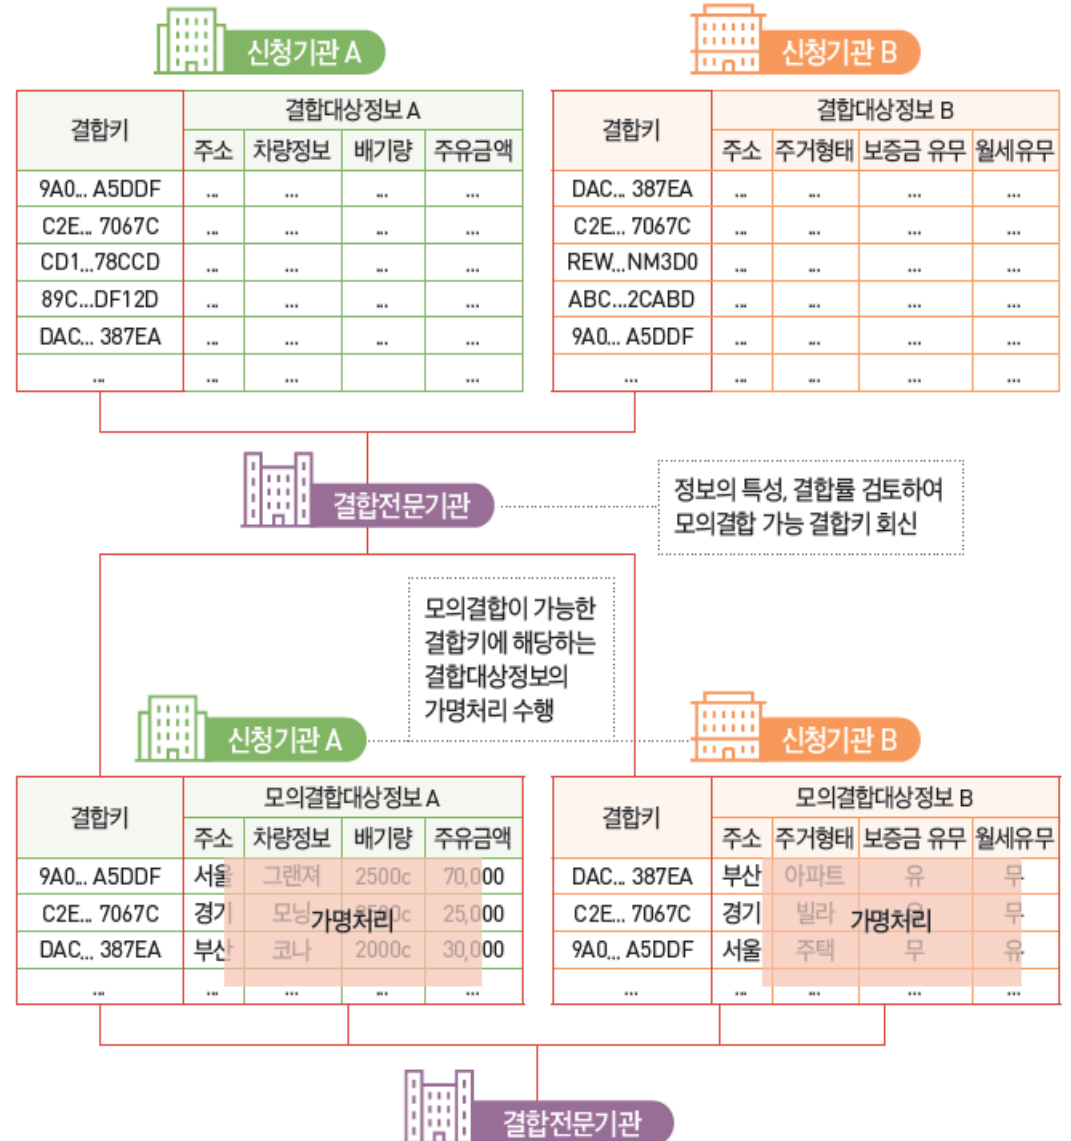 신청기관 A
신청기관 B
결합키 결합대상정보 A
주소 차량정보 배기량 주유금액
9A0... A5DDF ... ... ... ...
C2E... 7067C ... ... ... ...
CD1...78CCD ... ... ... ...
89C...DF12D ... ... ... ...
DAC... 387EA ... ... ... ...
... ... ... ...
결합키 결합대상정보 B
주소 주거형태 보증금 유무 월세유무
DAC... 387EA ... ... ... ...
C2E... 7067C ... ... ... ...
REW...NM3D0 ... ... ... ...
ABC...2CABD ... ... ... ...
9A0... A5DDF ... ... ... ...
... ... ... ... ...
결합전문기관
정보의 특성, 결합률 검토하여
모의결합 가능 결합키 회신
모의결합이 가능한
결합키에 해당하는
결합대상정보의
가명처리 수행
신청기관 A
신청기관 B
결합키 모의결합대상정보 A
주소 차량정보 배기량 주유금액
9A0... A5DDF 서울 그랜져 2500c 70,000
C2E... 7067C 경기 모닝 25,000
가명처리
DAC... 387EA 부산 코나 2000c 30,000
... ... ... ... ...
결합키 모의결합대상정보 B
주소 주거형태 보증금 유무 월세유무
DAC... 387EA 부산 아파트 유 무
C2E... 7067C 경기 빌라 무
가명처리
9A0... A5DDF 서울 주택 무 유
... ... ... ... ...
결합전문기관